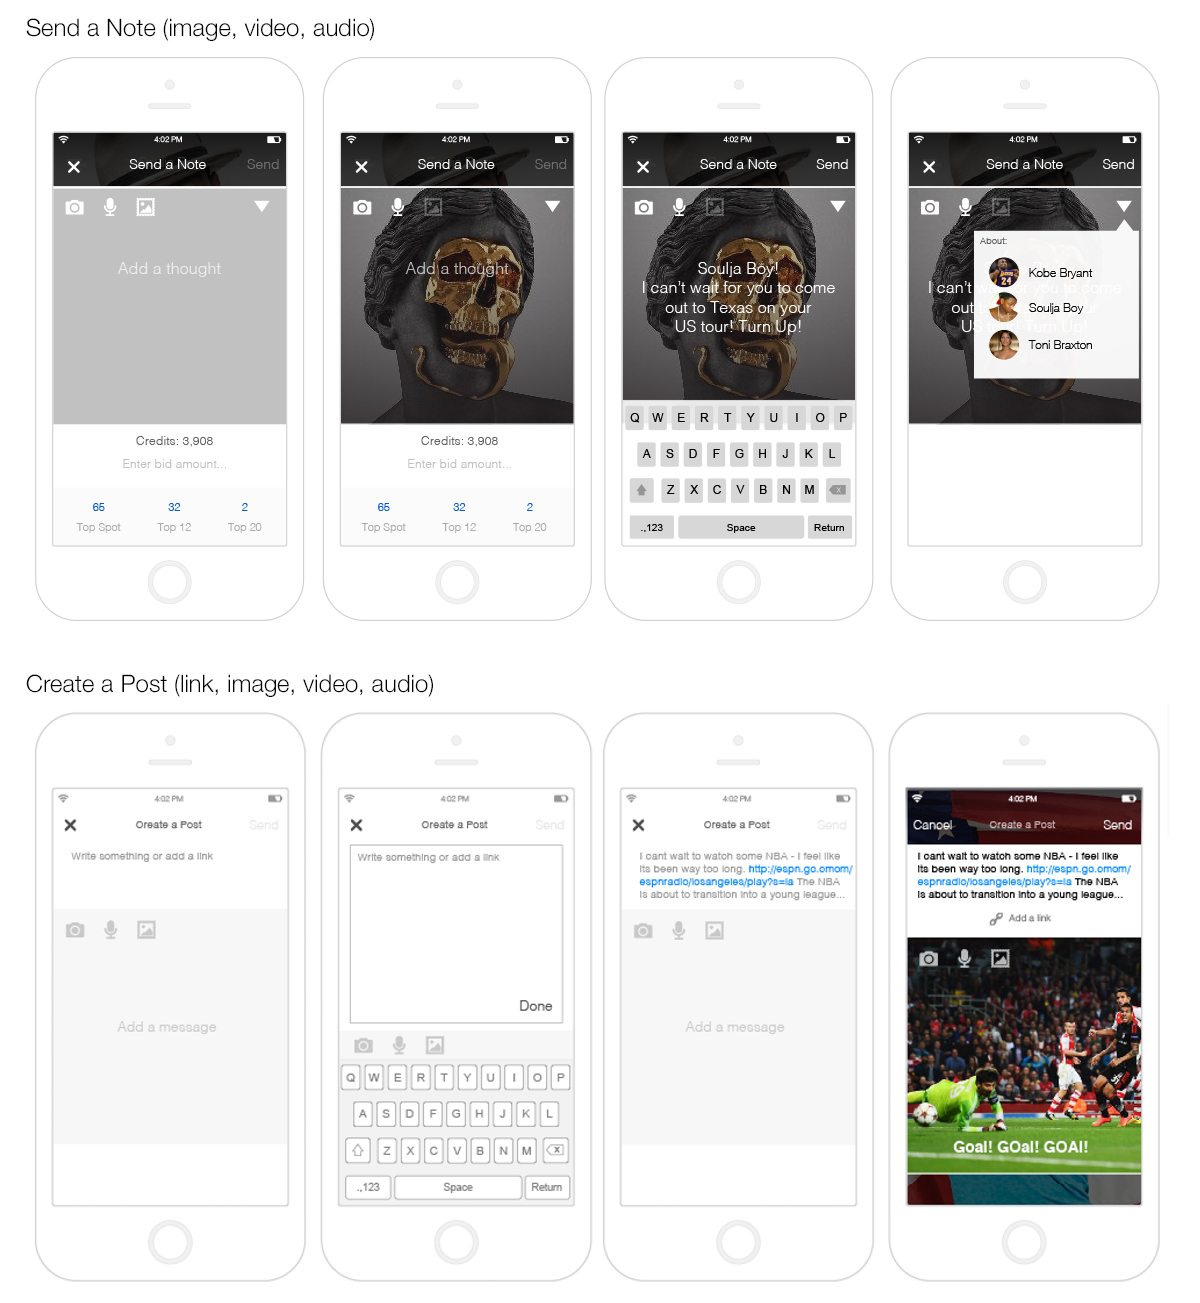 Send a Note (image, video, audio)
4:02 PM
Send a Note
Send
Add a thought
Credits: 3,908
Enter bid amount...
65
32
2
Top Spot
Top 12
Top 20
4:02 PM
Send a Note
Send
Add a thought
Credits: 3,908
Enter bid amount...
65
32
2
Top Spot
Top 12
Top 20
4:02 PM
Send a Note
Send
Soulja Boy!
I can't wait for you to come
out to Texas on your
US tour! Turn Up!
Q W E R T Y U I O P
A S D F G H J K L
Z X C V B N M
.,123
Space
Return
4:02 PM
Send a Note
Send
About:
Kobe Bryant
24
Soulja Boy
Toni Braxton
I can't wait for you to come
out
US tour! Turn Up!
Create a Post (link, image, video, audio)
4:02 PM
Create a Post
Send
Write something or add a link
Add a message
4:02 PM
Create a Post
Send
Write something or add a link
Done
Q W E R T Y U I O P
A S D F G H J K L
Z X C V B N M
.,123
Space
Return
4:02 PM
Create a Post
Send
I cant wait to watch some NBA - I feel like
its been way too long. http://espn.go.omom/
espnradio/losangeles/play?s=la The NBA
is about to transition into a young league...
Add a message
4:02 PM
Cancel
Create a Post
Send
I cant wait to watch some NBA - I feel like
its been way too long. http://espn.go.omom/
espnradio/losangeles/play?s=la The NBA
is about to transition into a young league...
Add a link
Goal! GOal! GOAl!